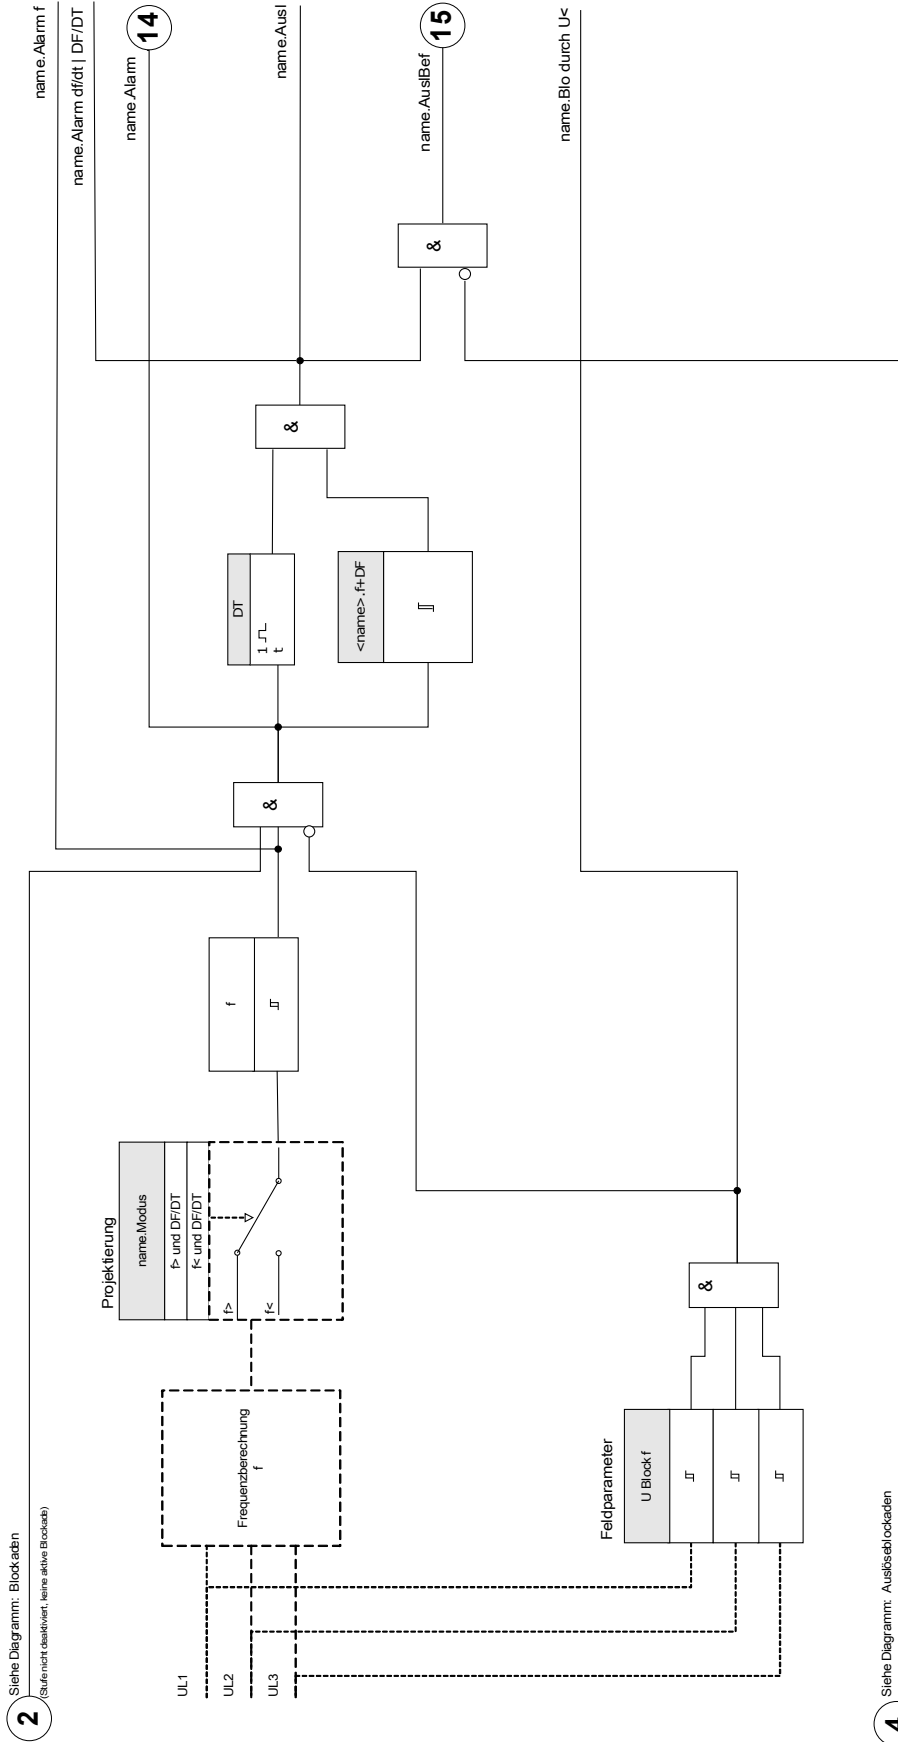 2
Siehe Diagramm: Blockaden
(Stufe nicht deaktiviert, keine aktive Blockade)
name.Alarm f
name.Alarm df/dt | DF/DT
name.Alarm
14
name.Ausl
name.AuslBef
15
name.Blo durch U<
Projektierung
name.Modus
f> und DF/DT
f< und DF/DT
f>
f<
Frequenzberechnung
f
UL1
UL2
UL3
f
&
DT
1
t
<name>.f+DF
&
&
Feldparameter
U Block f
&
4
Siehe Diagramm: Auslöseblockaden